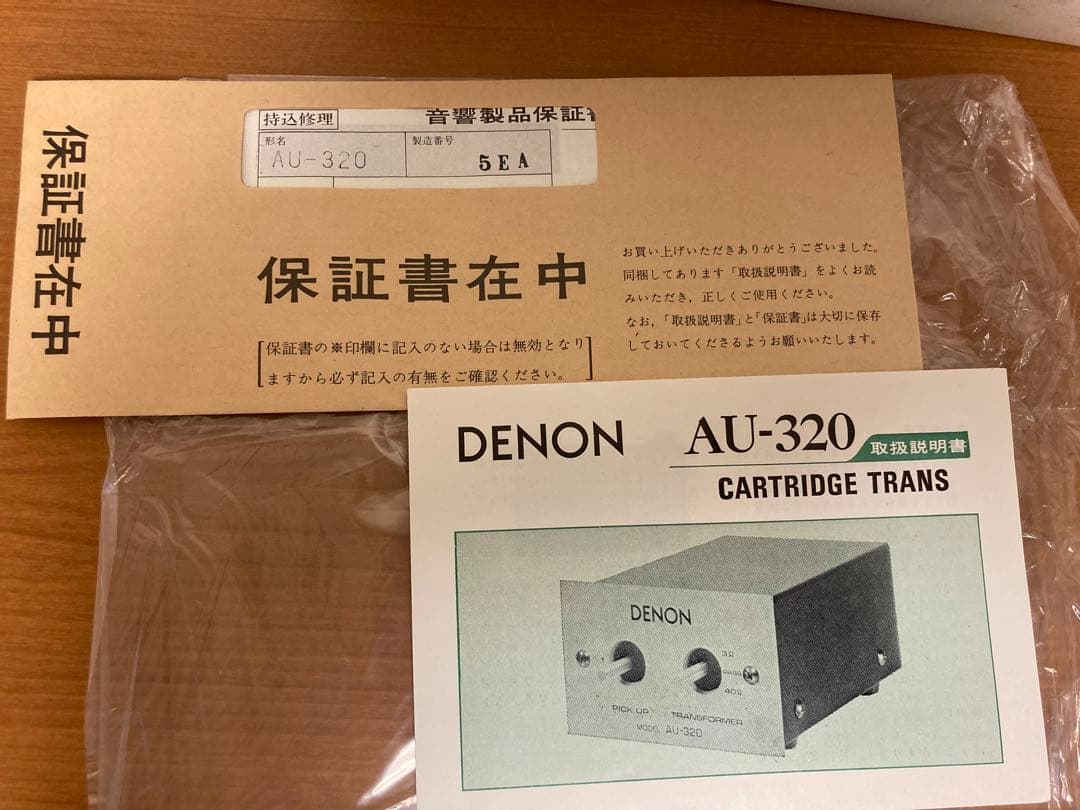 保証書在中
持込修理
音響製品保証
形名
AU-320
製造番号
5EA
保証書在中
[保証書の※印欄に記入のない場合は無効となり
ますから必ず記入の有無をご確認ください。]
お買い上げいただきありがとうございました。
同梱してあります「取扱説明書」をよくお読
みいただき,正しくご使用ください。
なお,「取扱説明書」と「保証書」は大切に保存
しておいてくださるようお願いいたします。
DENON AU-320 取扱説明書
CARTRIDGE TRANS
DENON
1
3Ω
PASS
40Ω
PICK UP TRANSFORMER
MODEL AU-320